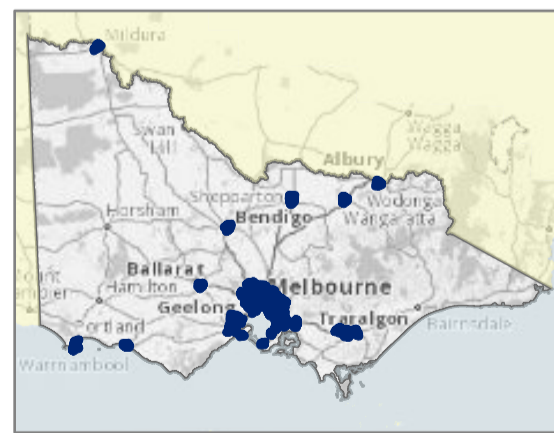 Mildura
Swan
Hill
Wagga
Wagga
Albury
Shepparton
Wodonga
Wangaratta
Bendigo
Horsham
Ballarat
Hamilton
Melbourne
Geelong
Traralgon
Bairnsdale
Portland
Warrnambool
Mount